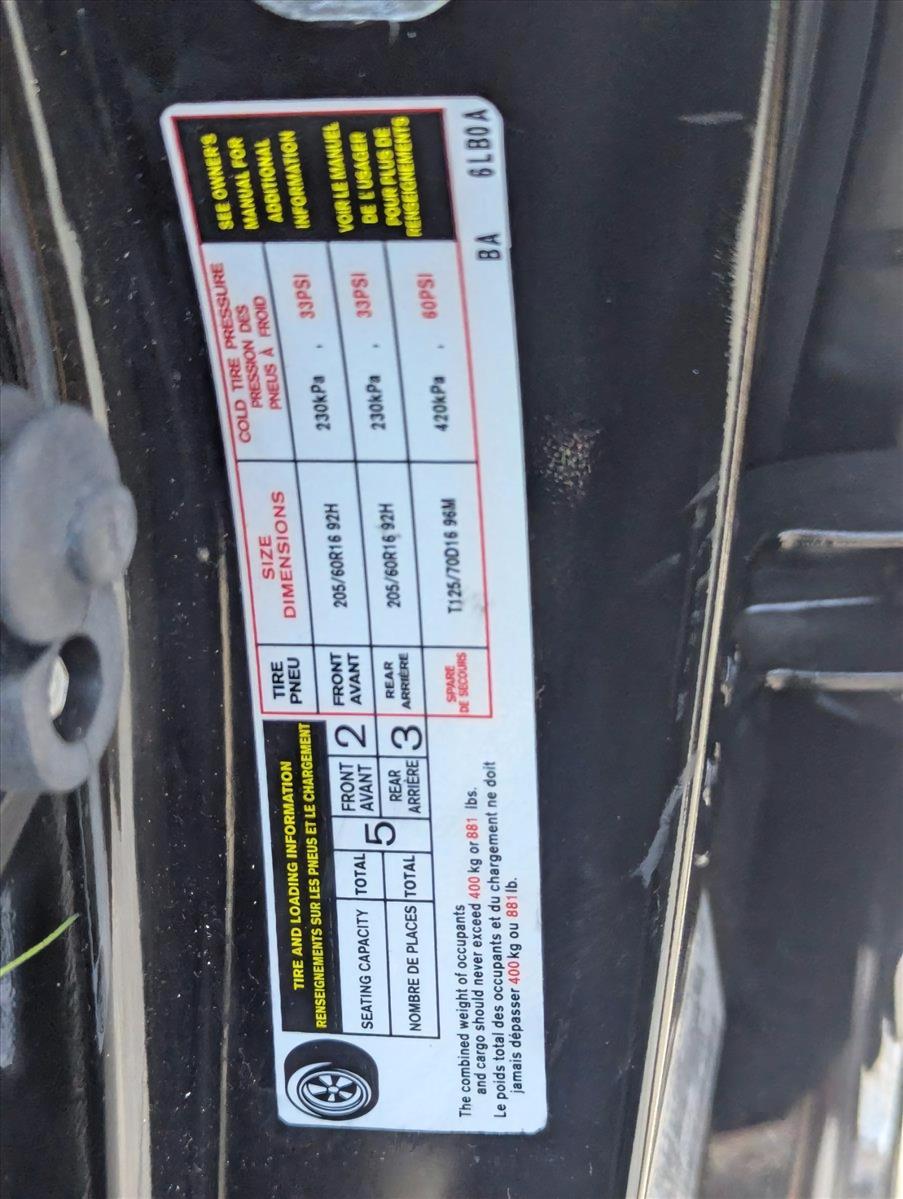 TIRE AND LOADING INFORMATION
RENSEIGNEMENTS SUR LES PNEUS ET LE CHARGEMENT
SEATING CAPACITY TOTAL 5 FRONT AVANT 2
NOMBRE DE PLACES TOTAL REAR ARRIÈRE 3
The combined weight of occupants
and cargo should never exceed 400 kg or 881 lbs.
Le poids total des occupants et du chargement ne doit
jamais dépasser 400 kg ou 881 lb.
TIRE
PNEU
SIZE
DIMENSIONS
COLD TIRE PRESSURE
PRESSION DES
PNEUS À FROID
FRONT
AVANT
205/60R16 92H
230kPa , 33PSI
REAR
ARRIÈRE
205/60R16 92H
230kPa , 33PSI
SPARE
DE SECOURS
T125/70D16 96M
420kPa , 60PSI
SEE OWNER'S
MANUAL FOR
ADDITIONAL
INFORMATION
VOIR LE MANUEL
DE L'USAGER
POUR PLUS DE
RENSEIGNEMENTS
BA 6LB0A